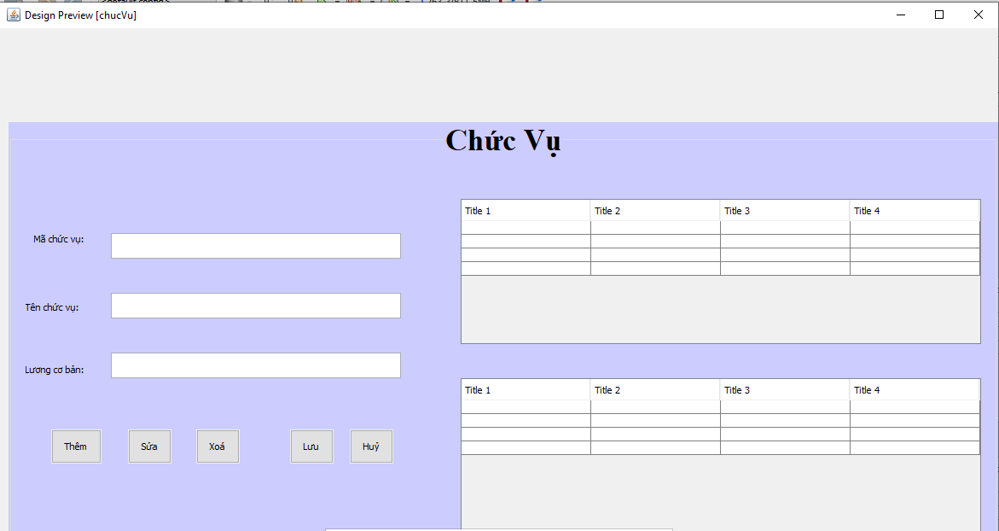 Design Preview [chucVu]
Chức Vụ
Mã chức vụ:
Tên chức vụ:
Lương cơ bản:
Thêm Sửa Xoá Lưu Huỷ
Title 1 Title 2 Title 3 Title 4
Title 1 Title 2 Title 3 Title 4